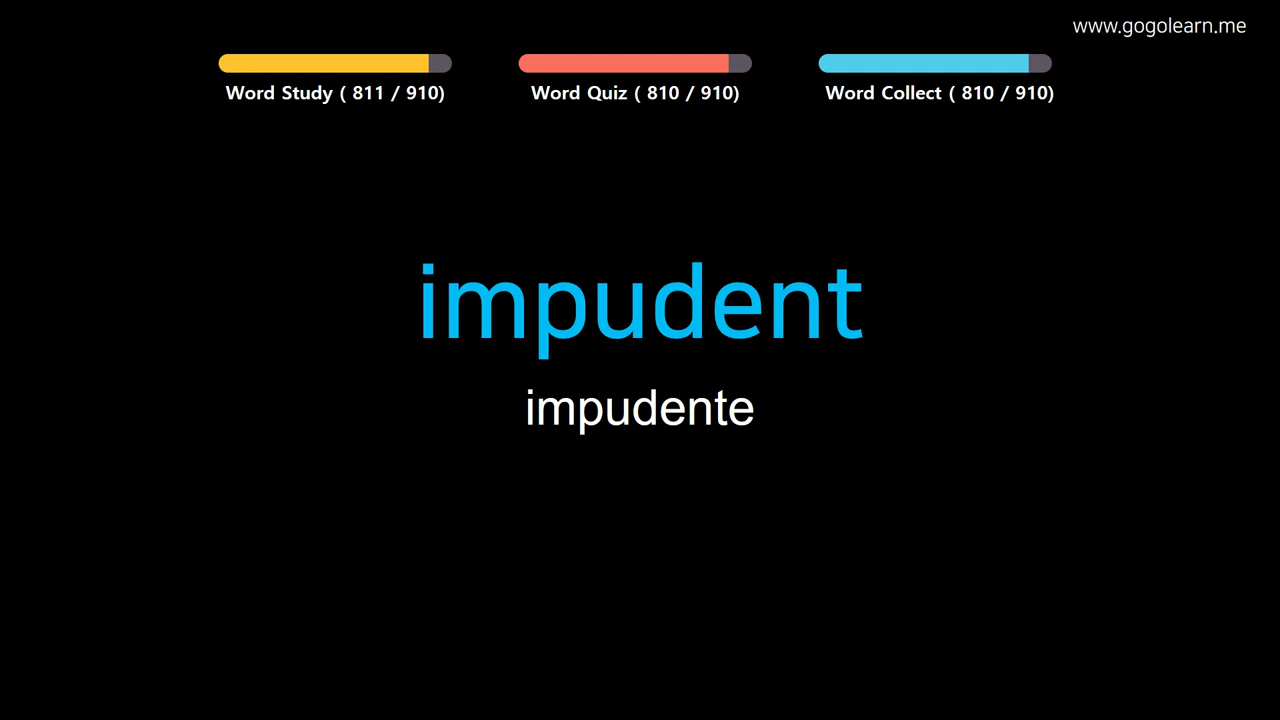 www.gogolearn.me
Word Study ( 811 / 910)
Word Quiz ( 810 / 910)
Word Collect ( 810 / 910)
impudent
impudente